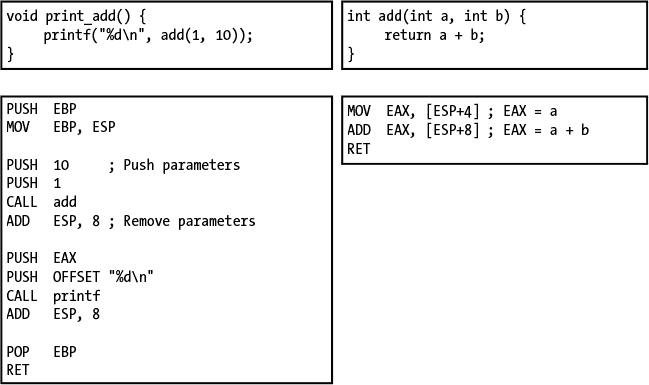 void print_add() {
    printf("%d\n", add(1, 10));
}
int add(int a, int b) {
    return a + b;
}
PUSH  EBP
MOV   EBP, ESP
PUSH  10     ; Push parameters
PUSH  1
CALL  add
ADD   ESP, 8 ; Remove parameters
PUSH  EAX
PUSH  OFFSET "%d\n"
CALL  printf
ADD   ESP, 8
POP   EBP
RET
MOV  EAX, [ESP+4] ; EAX = a
ADD  EAX, [ESP+8] ; EAX = a + b
RET